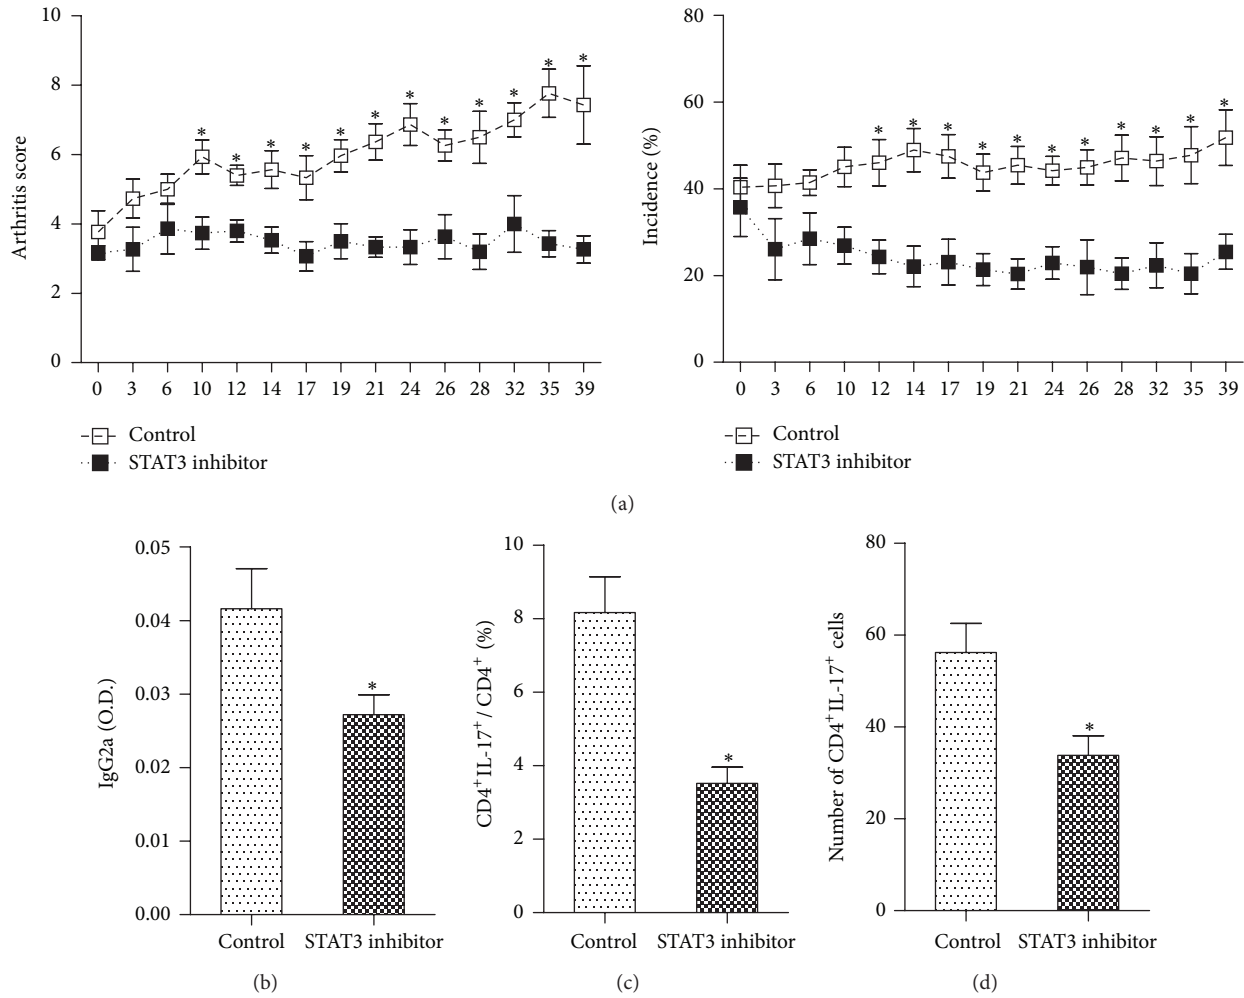 10
8
6
4
2
0
Arthritis score
* * * * * * * * * * * *
0 3 6 10 12 14 17 19 21 24 26 28 32 35 39
Control
STAT3 inhibitor
80
60
40
20
0
Incidence (%)
* * * * * * * * * * *
0 3 6 10 12 14 17 19 21 24 26 28 32 35 39
Control
STAT3 inhibitor
(a)
0.05
0.04
0.03
0.02
0.01
0.00
IgG2a (O.D.)
*
Control STAT3 inhibitor
(b)
10
8
6
4
2
0
CD4⁺IL-17⁺/CD4⁺ (%)
*
Control STAT3 inhibitor
(c)
80
60
40
20
0
Number of CD4⁺IL-17⁺ cells
*
Control STAT3 inhibitor
(d)